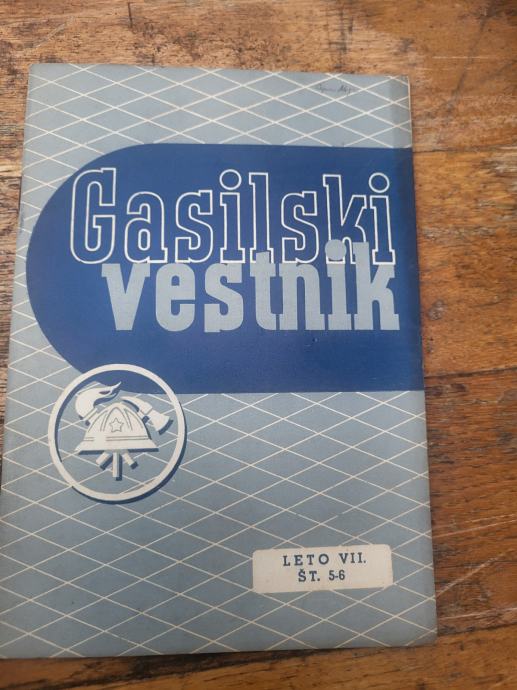 Gasilski
vestnik
LETO VII.
ŠT. 5-6